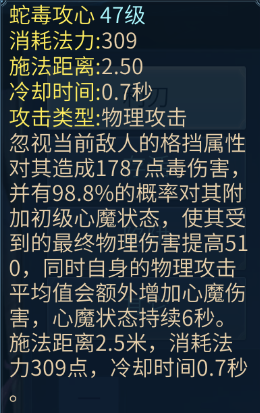 蛇毒攻心 47级
消耗法力:309
施法距离:2.50
冷却时间:0.7秒
攻击类型:物理攻击
忽视当前敌人的格挡属性
对其造成1787点毒伤害，
并有98.8%的概率对其附
加初级心魔状态，使其受
到的最终物理伤害提高51
0，同时自身的物理攻击
平均值会额外增加心魔伤
害，心魔状态持续6秒。
施法距离2.5米，消耗法
力309点，冷却时间0.7秒
。